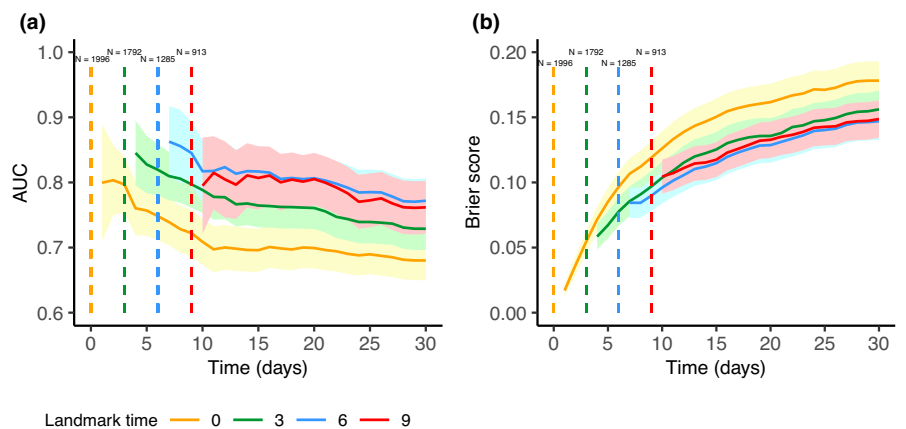 (a)
N = 1996
N = 1792
N = 1285
N = 913
1.0
0.9
0.8
0.7
0.6
AUC
0 5 10 15 20 25 30
Time (days)
(b)
N = 1996
N = 1792
N = 1285
N = 913
0.20
0.15
0.10
0.05
0.00
Brier score
0 5 10 15 20 25 30
Time (days)
Landmark time 0 3 6 9